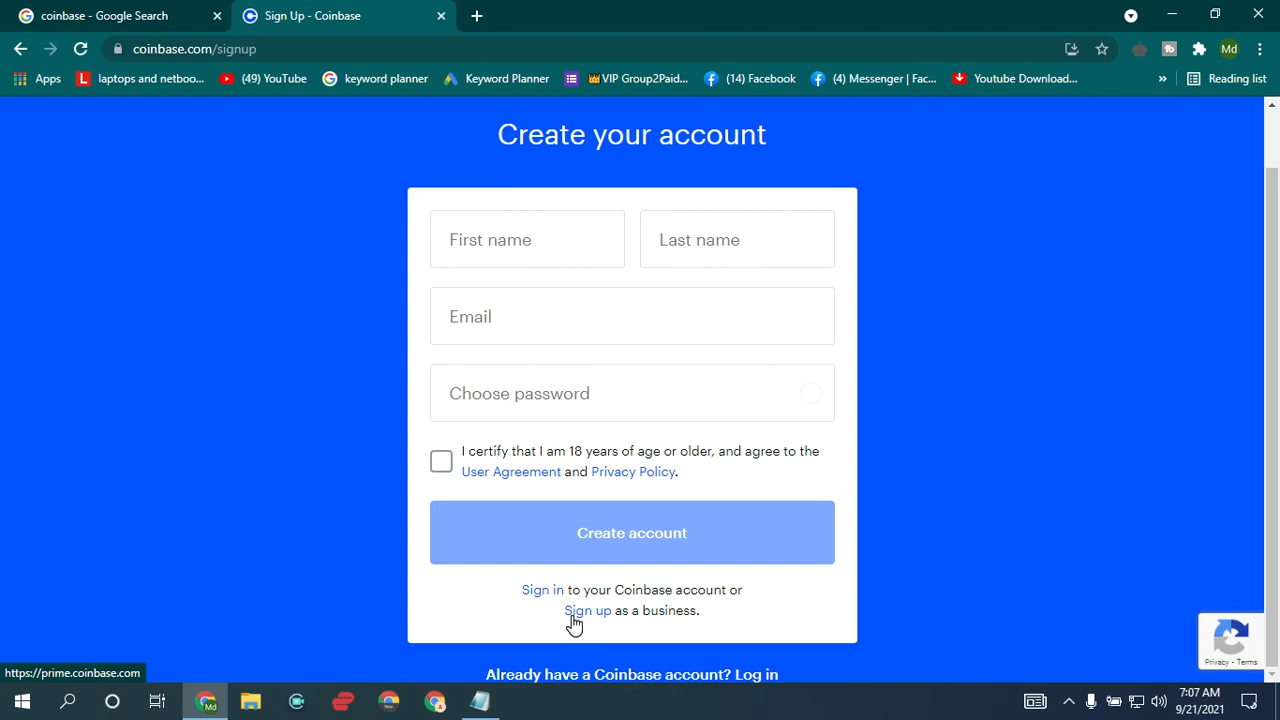 coinbase - Google Search
Sign Up - Coinbase
coinbase.com/signup
Md
Apps
laptops and netboo...
(49) YouTube
keyword planner
Keyword Planner
VIP Group2Paid...
(14) Facebook
(4) Messenger | Fac...
Youtube Download...
»
Reading list
Create your account
First name
Last name
Email
Choose password
I certify that I am 18 years of age or older, and agree to the
User Agreement and Privacy Policy.
Create account
Sign in to your Coinbase account or
Sign up as a business.
Already have a Coinbase account? Log in
Privacy - Terms
https://prime.coinbase.com
Md
7:07 AM
9/21/2021